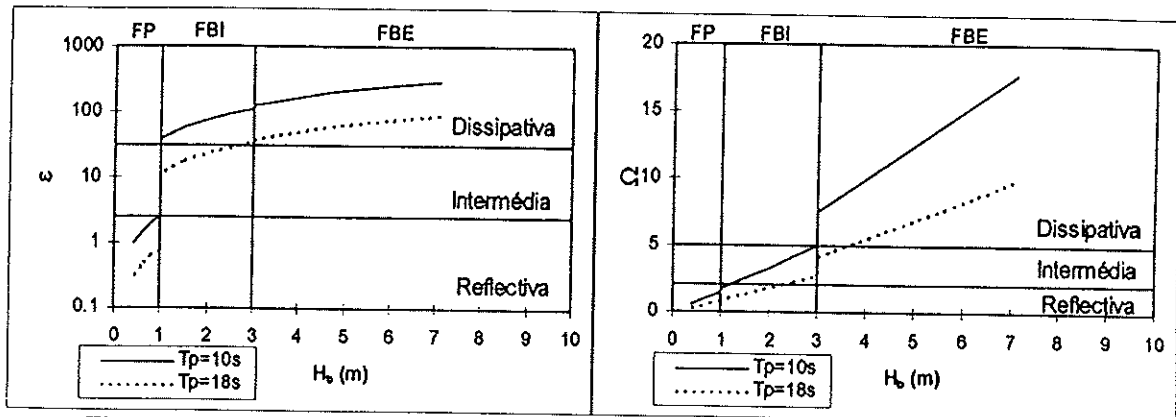 FP FBI FBE
1000
100
10
1
0.1
ε
Dissipativa
Intermédia
Reflectiva
0 1 2 3 4 5 6 7 8 9 10
H_b (m)
Tp=10s
Tp=18s
FP FBI FBE
20
15
10
5
0
Ω
Dissipativa
Intermédia
Reflectiva
0 1 2 3 4 5 6 7 8 9 10
H_b (m)
Tp=10s
Tp=18s